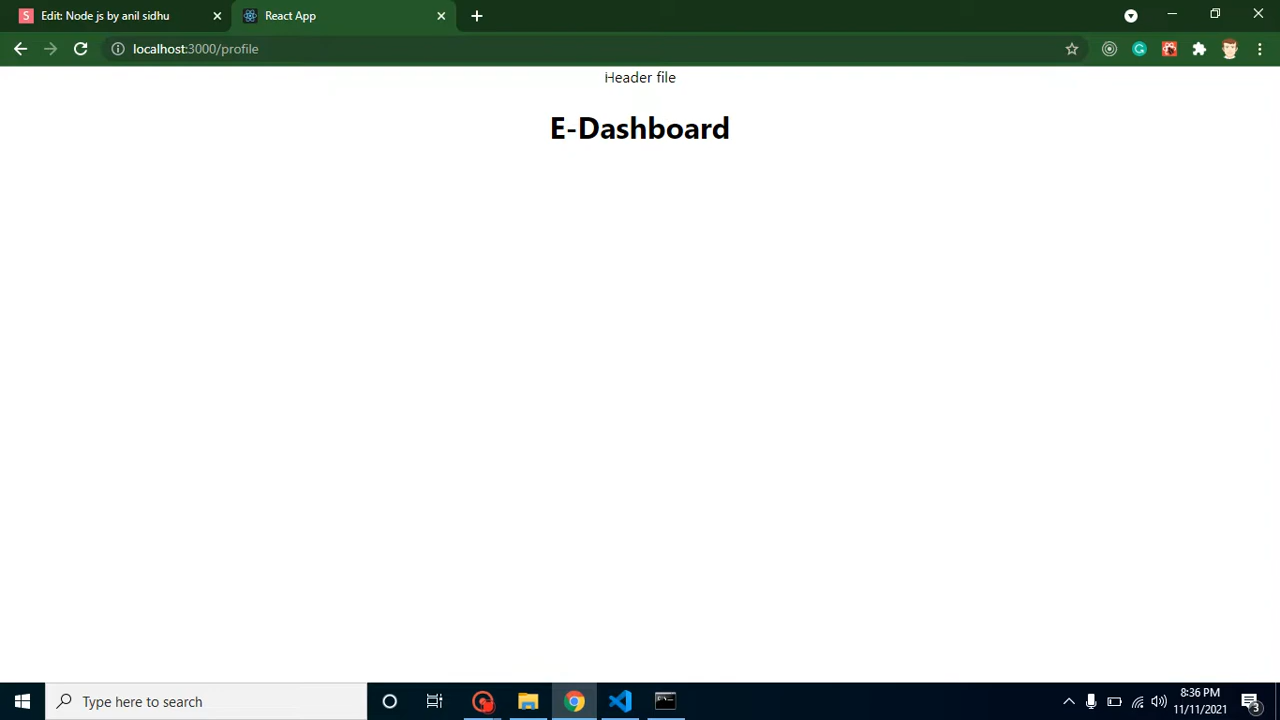 Edit: Node js by anil sidhu
React App
localhost:3000/profile
Header file
E-Dashboard
Type here to search
8:36 PM
11/11/2021
3